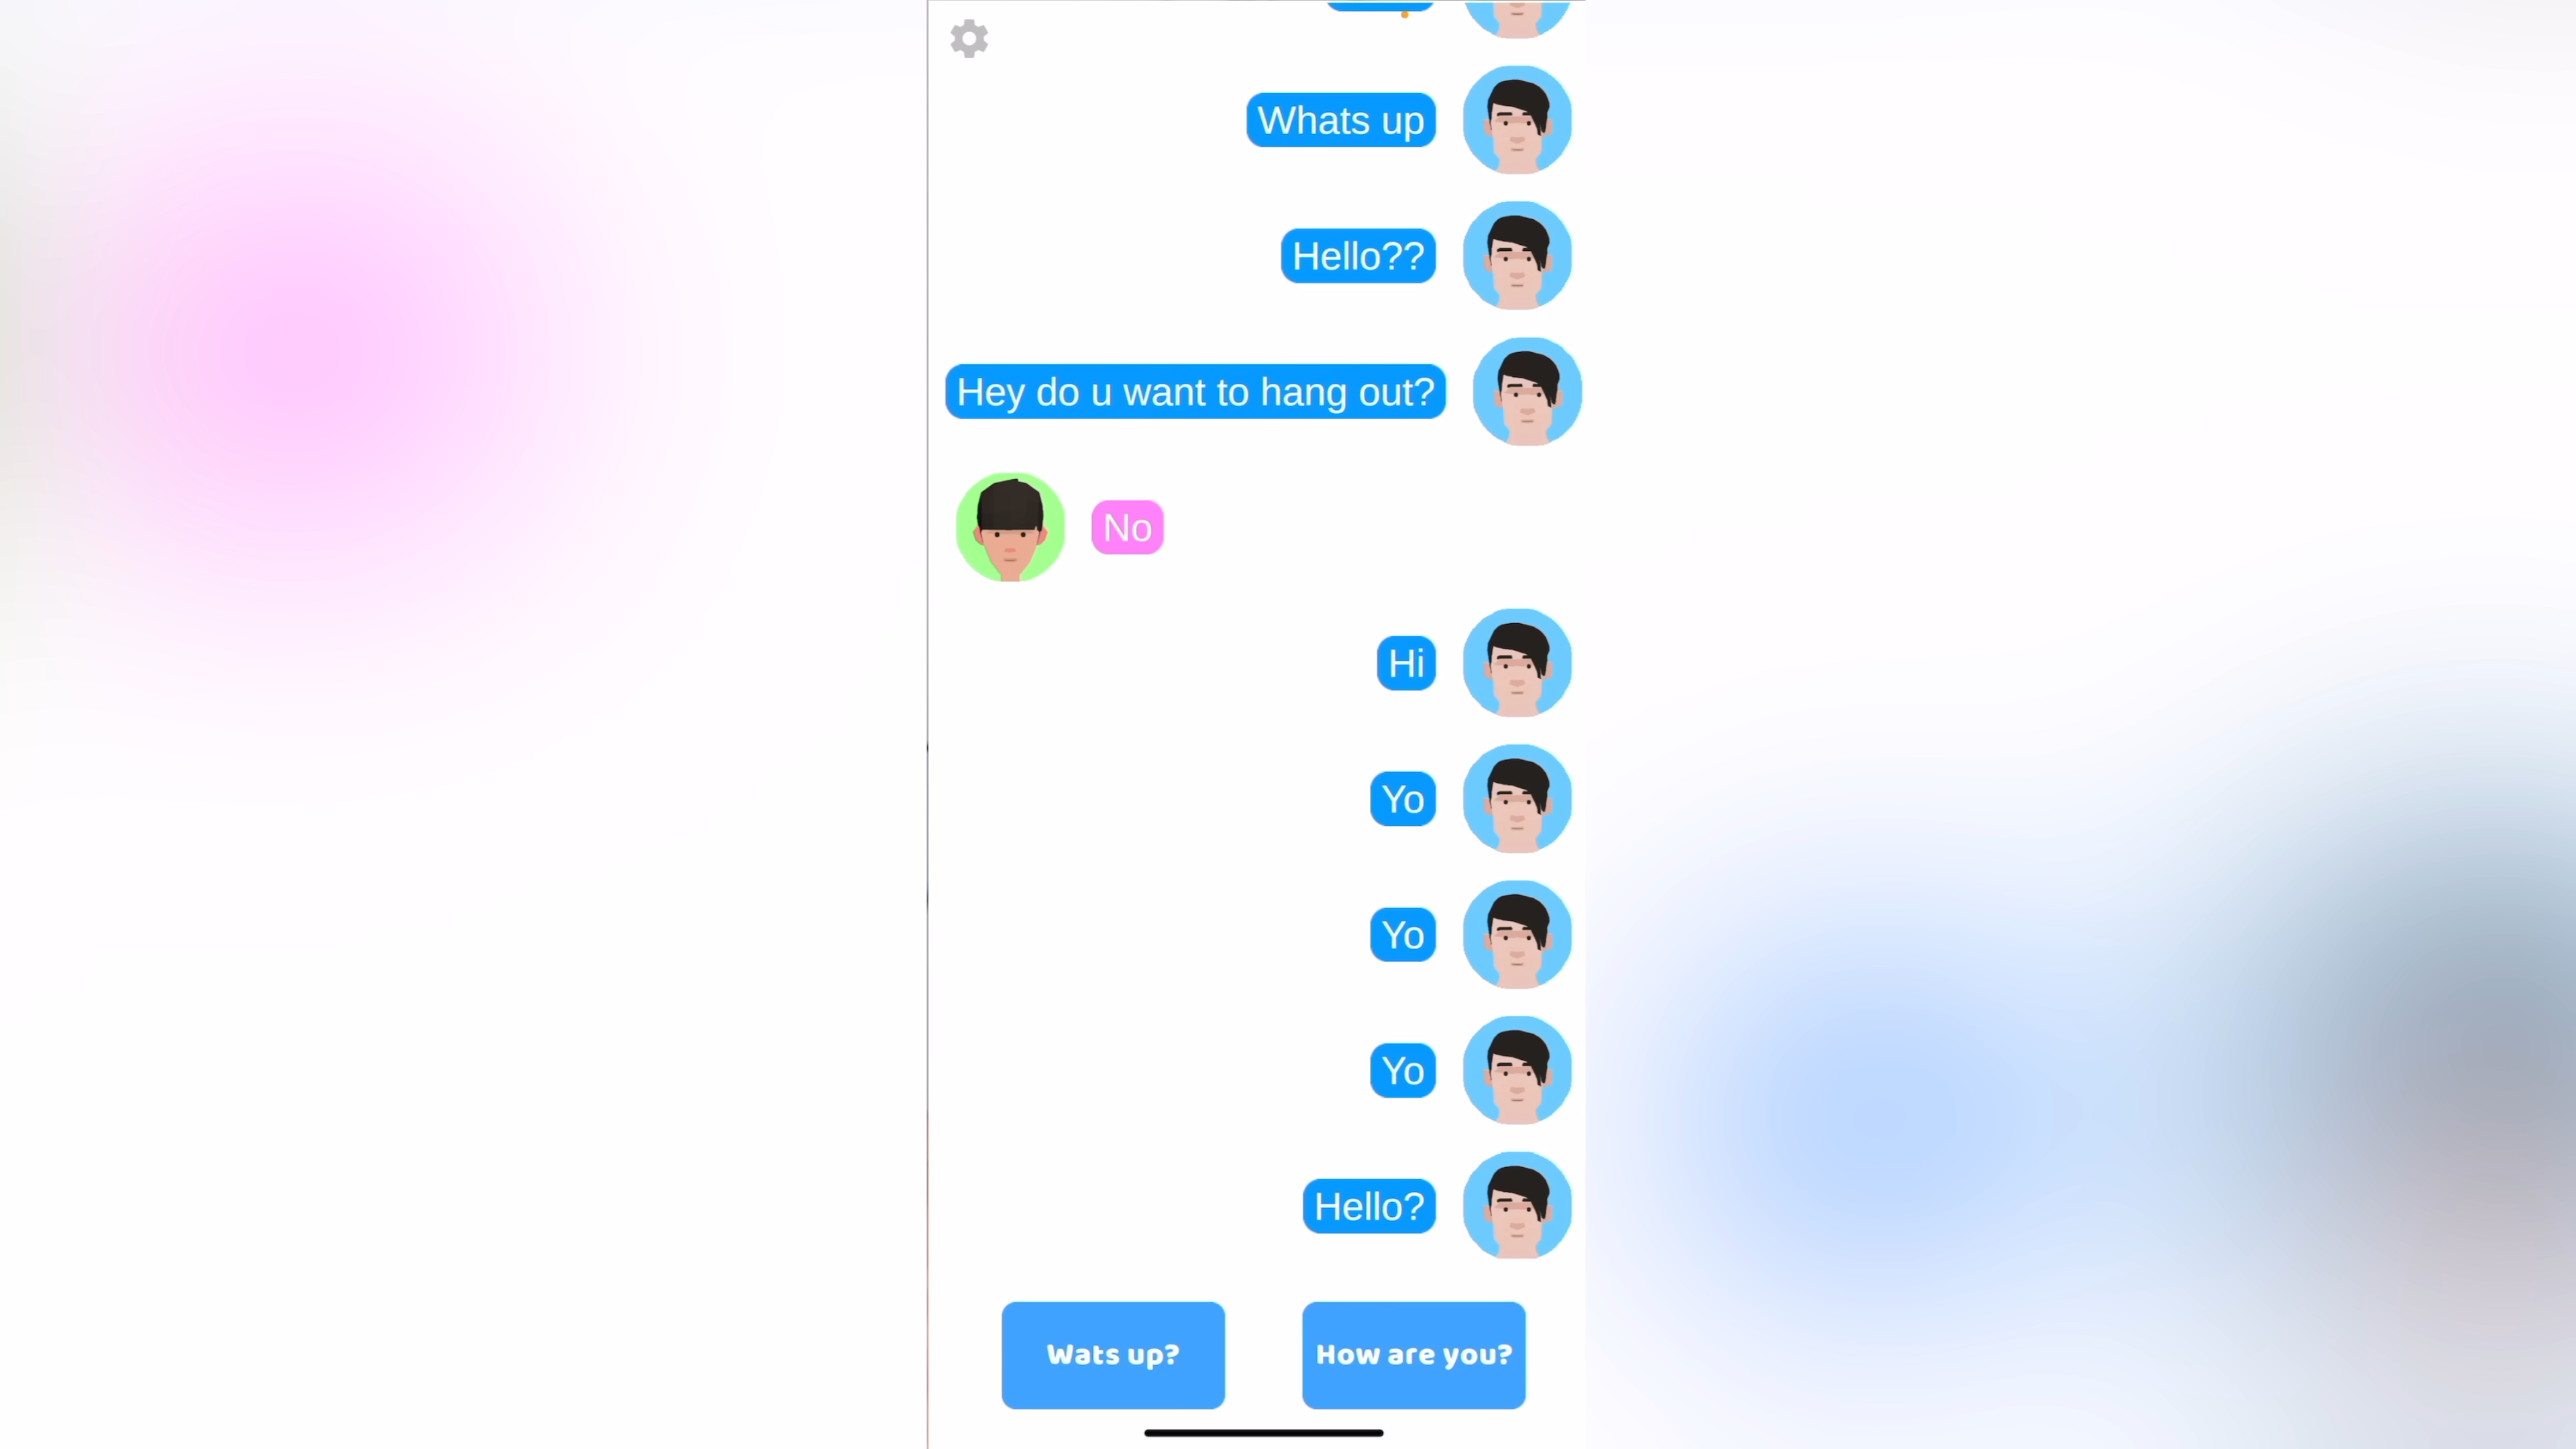 Whats up
Hello??
Hey do u want to hang out?
No
Hi
Yo
Yo
Yo
Hello?
Wats up?
How are you?